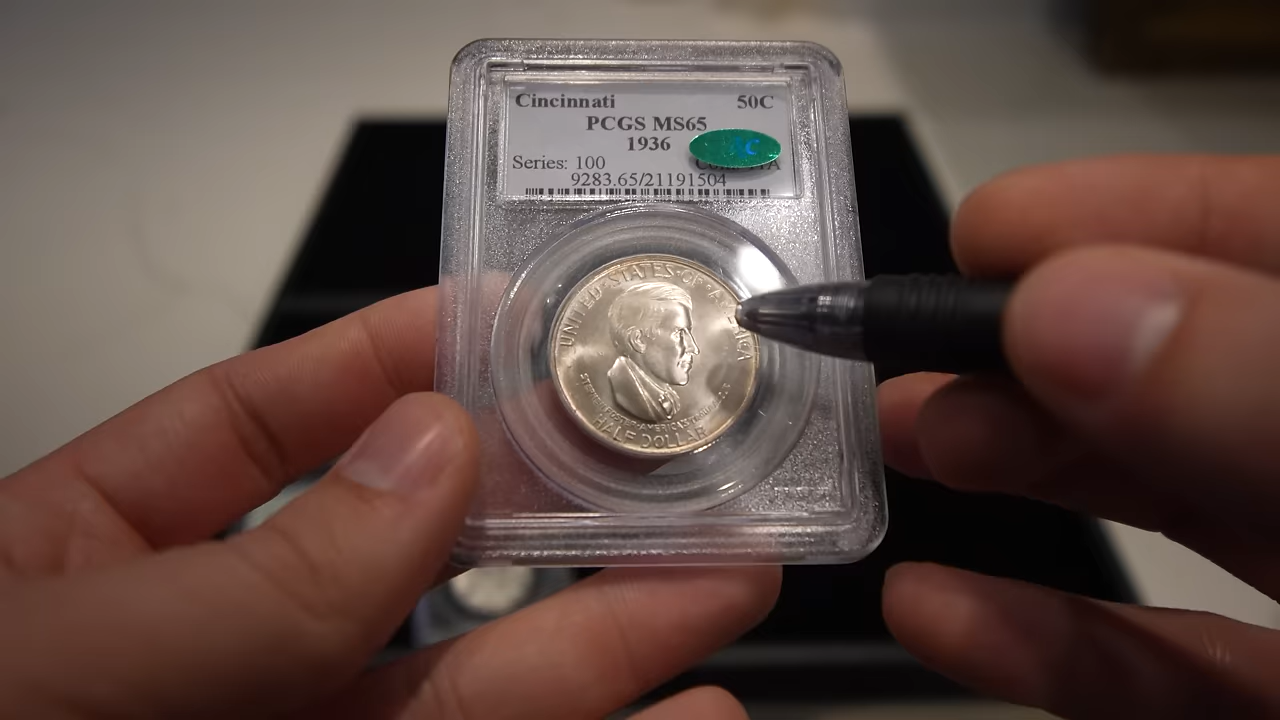 Cincinnati 50C
PCGS MS65
1936
Series: 100
9283.65/21191504
UNITED·STATES·OF·AMERICA
HALF DOLLAR